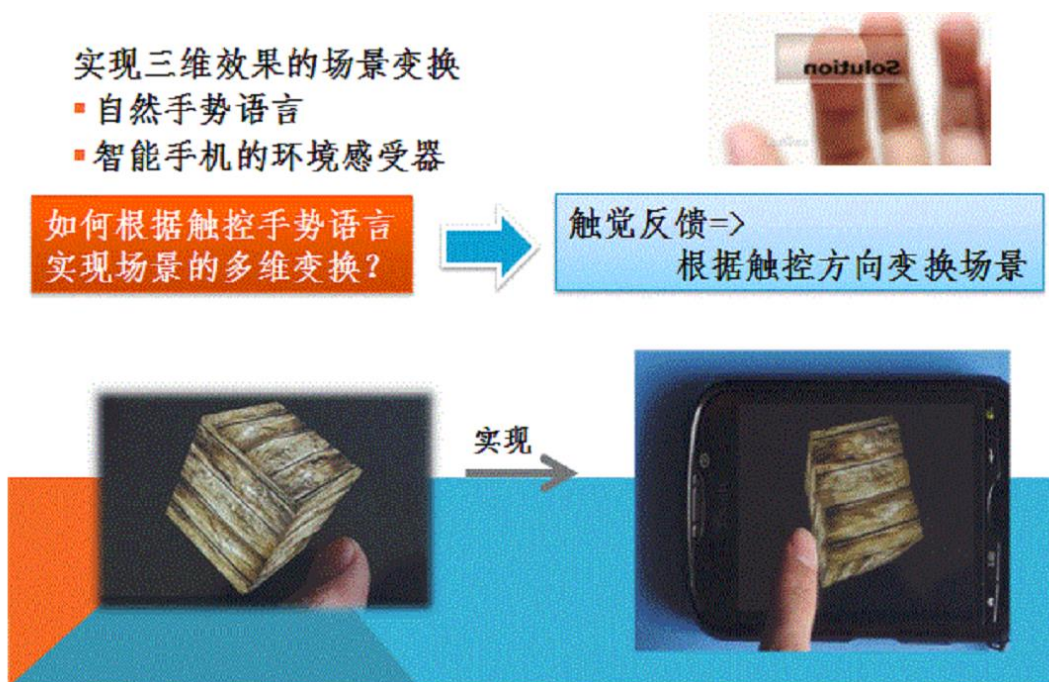 实现三维效果的场景变换
▪自然手势语言
▪智能手机的环境感受器
Solution
如何根据触控手势语言
实现场景的多维变换？
触觉反馈=>
根据触控方向变换场景
实现